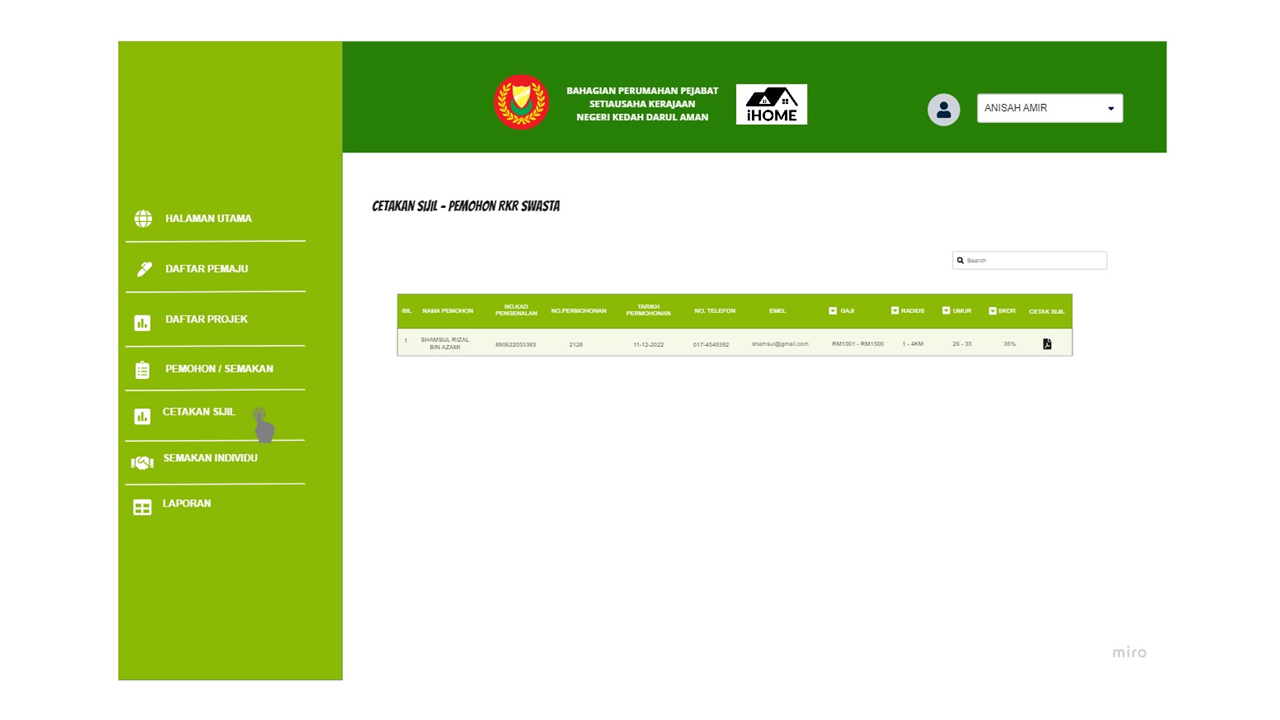 BAHAGIAN PERUMAHAN PEJABAT
SETIAUSAHA KERAJAAN
NEGERI KEDAH DARUL AMAN
iHOME
ANISAH AMIR
HALAMAN UTAMA
DAFTAR PEMAJU
DAFTAR PROJEK
PEMOHON / SEMAKAN
CETAKAN SIJIL
SEMAKAN INDIVIDU
LAPORAN
CETAKAN SIJIL - PEMOHON RKR SWASTA
Search
BIL NAMA PEMOHON NO.KAD PENGENALAN NO.PERMOHONAN TARIKH PERMOHONAN NO. TELEFON EMEL GAJI RADIUS UMUR SKOR CETAK SIJIL
1 SHAMSUL RIZAL BIN AZAMI 880622053383 2128 11-12-2022 017-4545392 shamsul@gmail.com RM1001 - RM1500 1 - 4KM 26 - 35 35%
miro